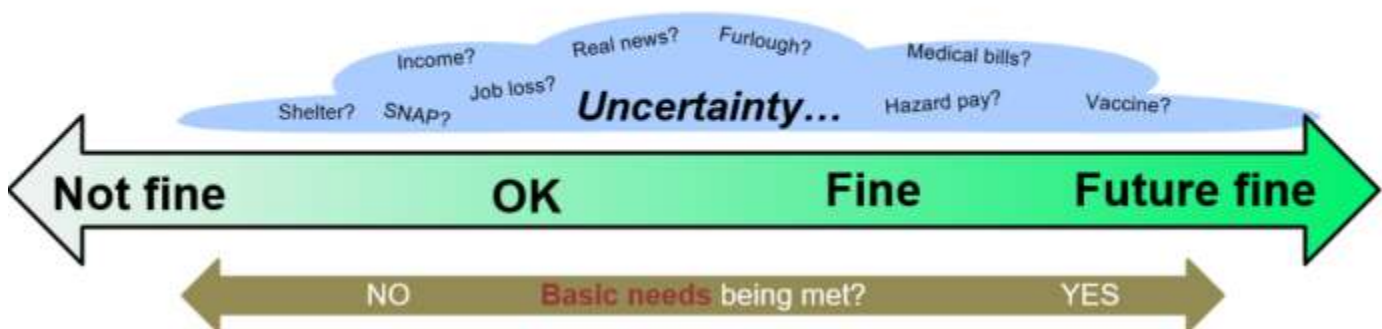 Real news?
Furlough?
Income?
Medical bills?
Job loss?
Shelter?
SNAP?
Uncertainty...
Hazard pay?
Vaccine?
Not fine
OK
Fine
Future fine
NO
Basic needs being met?
YES